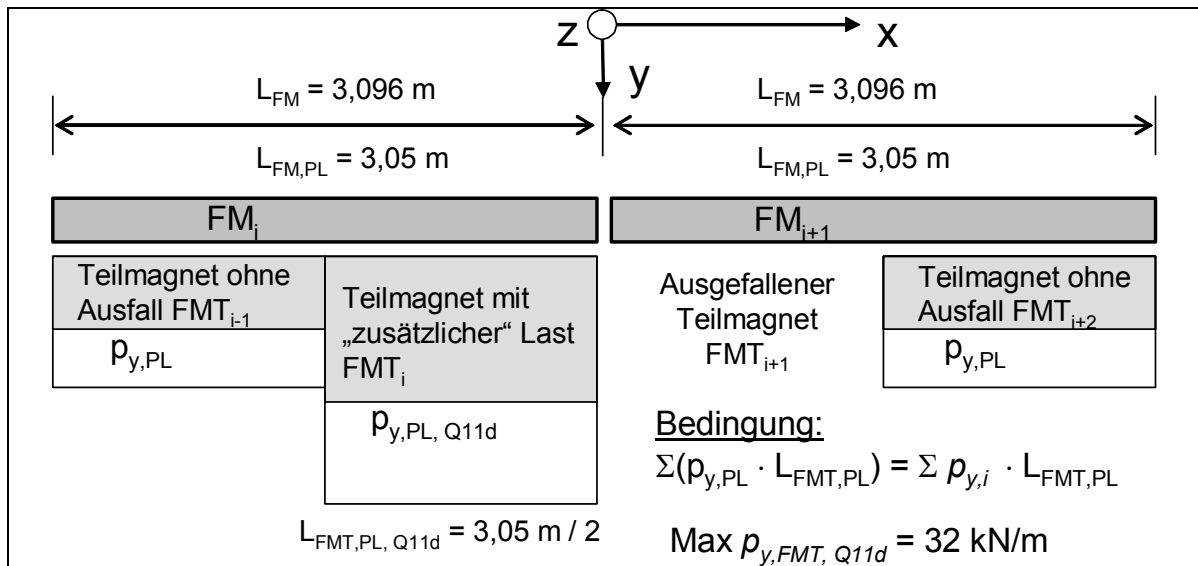 z x
y
L_FM = 3,096 m L_FM = 3,096 m
L_FM,PL = 3,05 m L_FM,PL = 3,05 m
FM_i FM_i+1
Teilmagnet ohne
Ausfall FMT_i-1
p_y,PL
Teilmagnet mit
„zusätzlicher“ Last
FMT_i
p_y,PL, Q11d
L_FMT,PL, Q11d = 3,05 m / 2
Ausgefallener
Teilmagnet
FMT_i+1
Teilmagnet ohne
Ausfall FMT_i+2
p_y,PL
Bedingung:
Σ(p_y,PL · L_FMT,PL) = Σ p_y,i · L_FMT,PL
Max p_y,FMT, Q11d = 32 kN/m